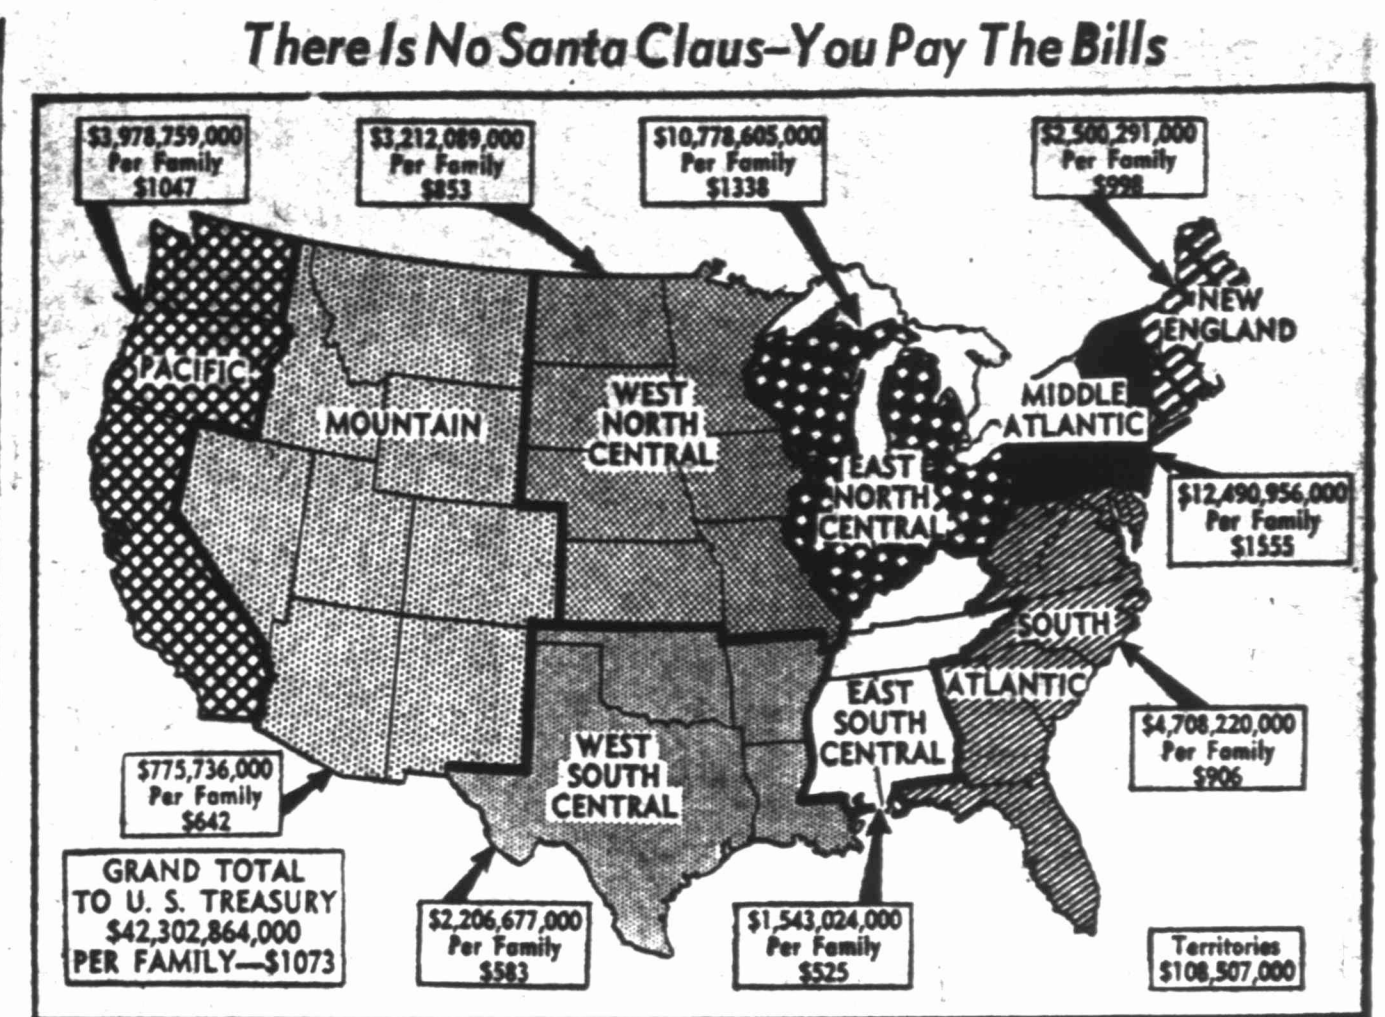 There Is No Santa Claus—You Pay The Bills
$3,978,759,000
Per Family
$1047
$3,212,089,000
Per Family
$853
$10,778,605,000
Per Family
$1338
$2,500,291,000
Per Family
$998
NEW
ENGLAND
PACIFIC
MOUNTAIN
WEST
NORTH
CENTRAL
EAST
NORTH
CENTRAL
MIDDLE
ATLANTIC
$12,490,956,000
Per Family
$1555
SOUTH
ATLANTIC
EAST
SOUTH
CENTRAL
WEST
SOUTH
CENTRAL
$4,708,220,000
Per Family
$906
$775,736,000
Per Family
$642
GRAND TOTAL
TO U. S. TREASURY
$42,302,864,000
PER FAMILY—$1073
$2,206,677,000
Per Family
$583
$1,543,024,000
Per Family
$525
Territories
$108,507,000